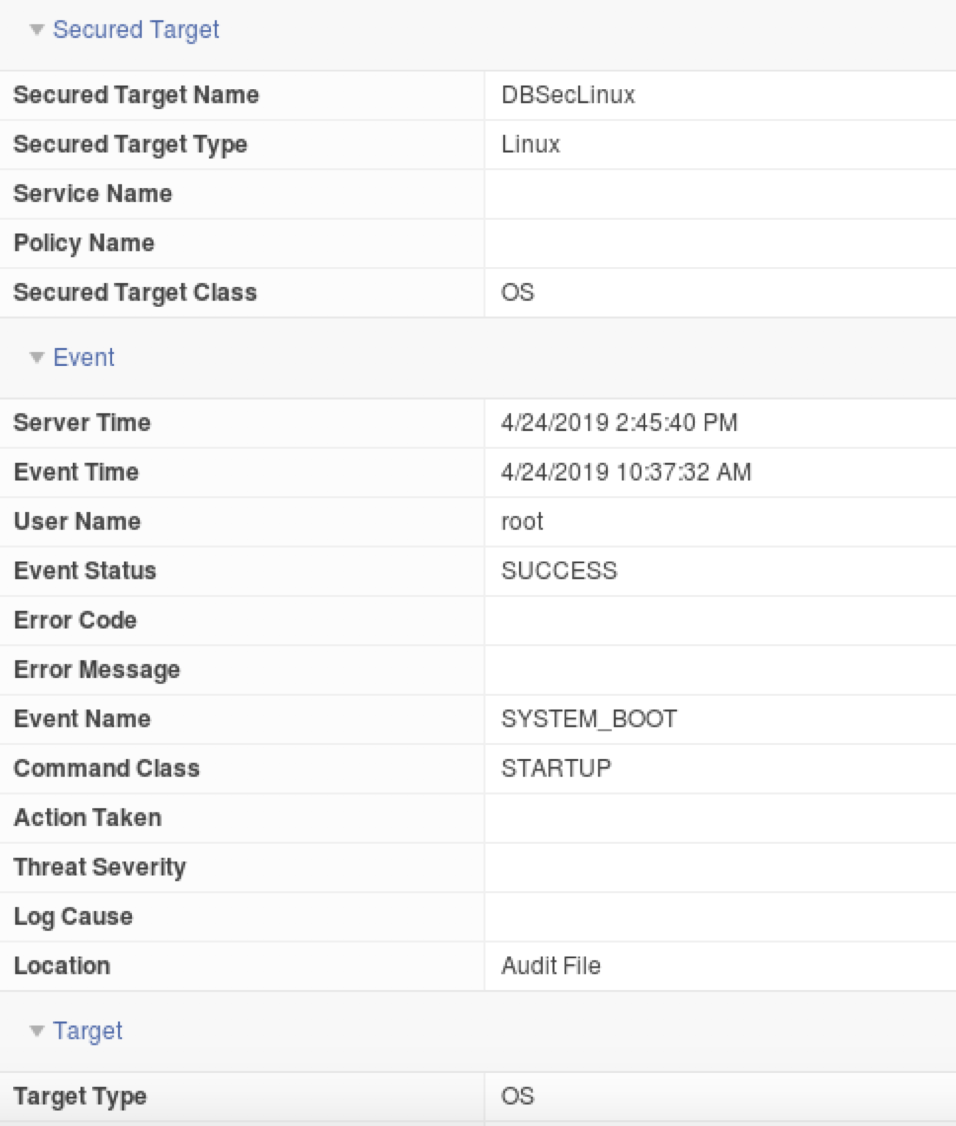 Secured Target
Secured Target Name DBSecLinux
Secured Target Type Linux
Service Name
Policy Name
Secured Target Class OS
Event
Server Time 4/24/2019 2:45:40 PM
Event Time 4/24/2019 10:37:32 AM
User Name root
Event Status SUCCESS
Error Code
Error Message
Event Name SYSTEM_BOOT
Command Class STARTUP
Action Taken
Threat Severity
Log Cause
Location Audit File
Target
Target Type OS